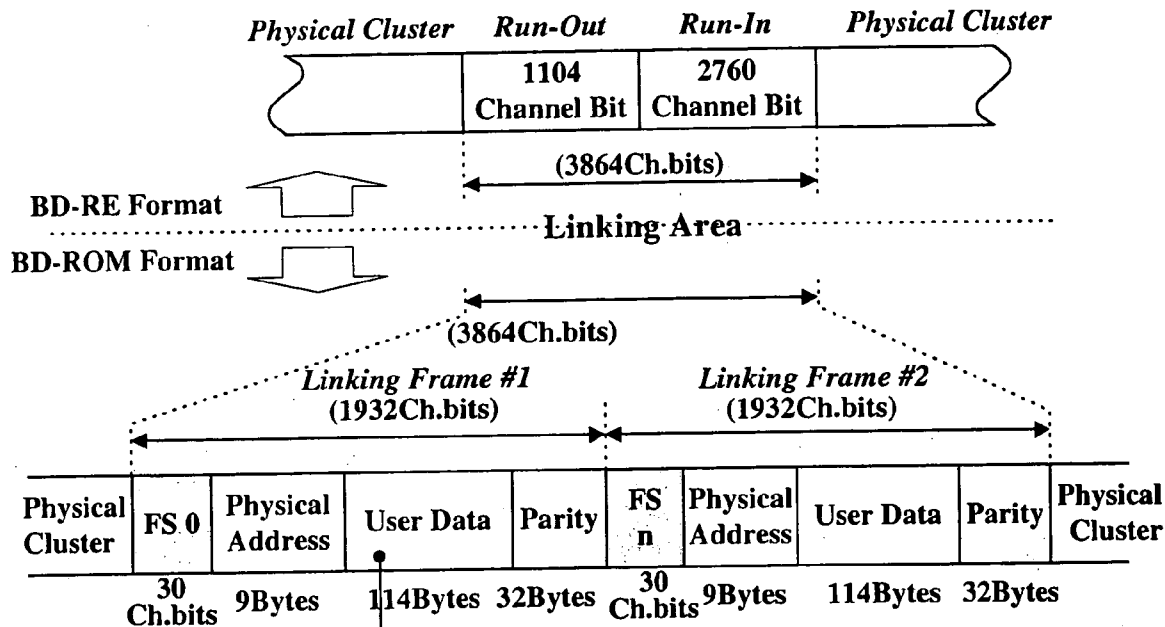 Physical Cluster Run-Out Run-In Physical Cluster
1104 2760
Channel Bit Channel Bit
(3864Ch.bits)
BD-RE Format
Linking Area
BD-ROM Format
(3864Ch.bits)
Linking Frame #1 Linking Frame #2
(1932Ch.bits) (1932Ch.bits)
Physical Cluster FS 0 Physical Address User Data Parity FS n Physical Address User Data Parity Physical Cluster
30 Ch.bits 9Bytes 114Bytes 32Bytes 30 Ch.bits 9Bytes 114Bytes 32Bytes